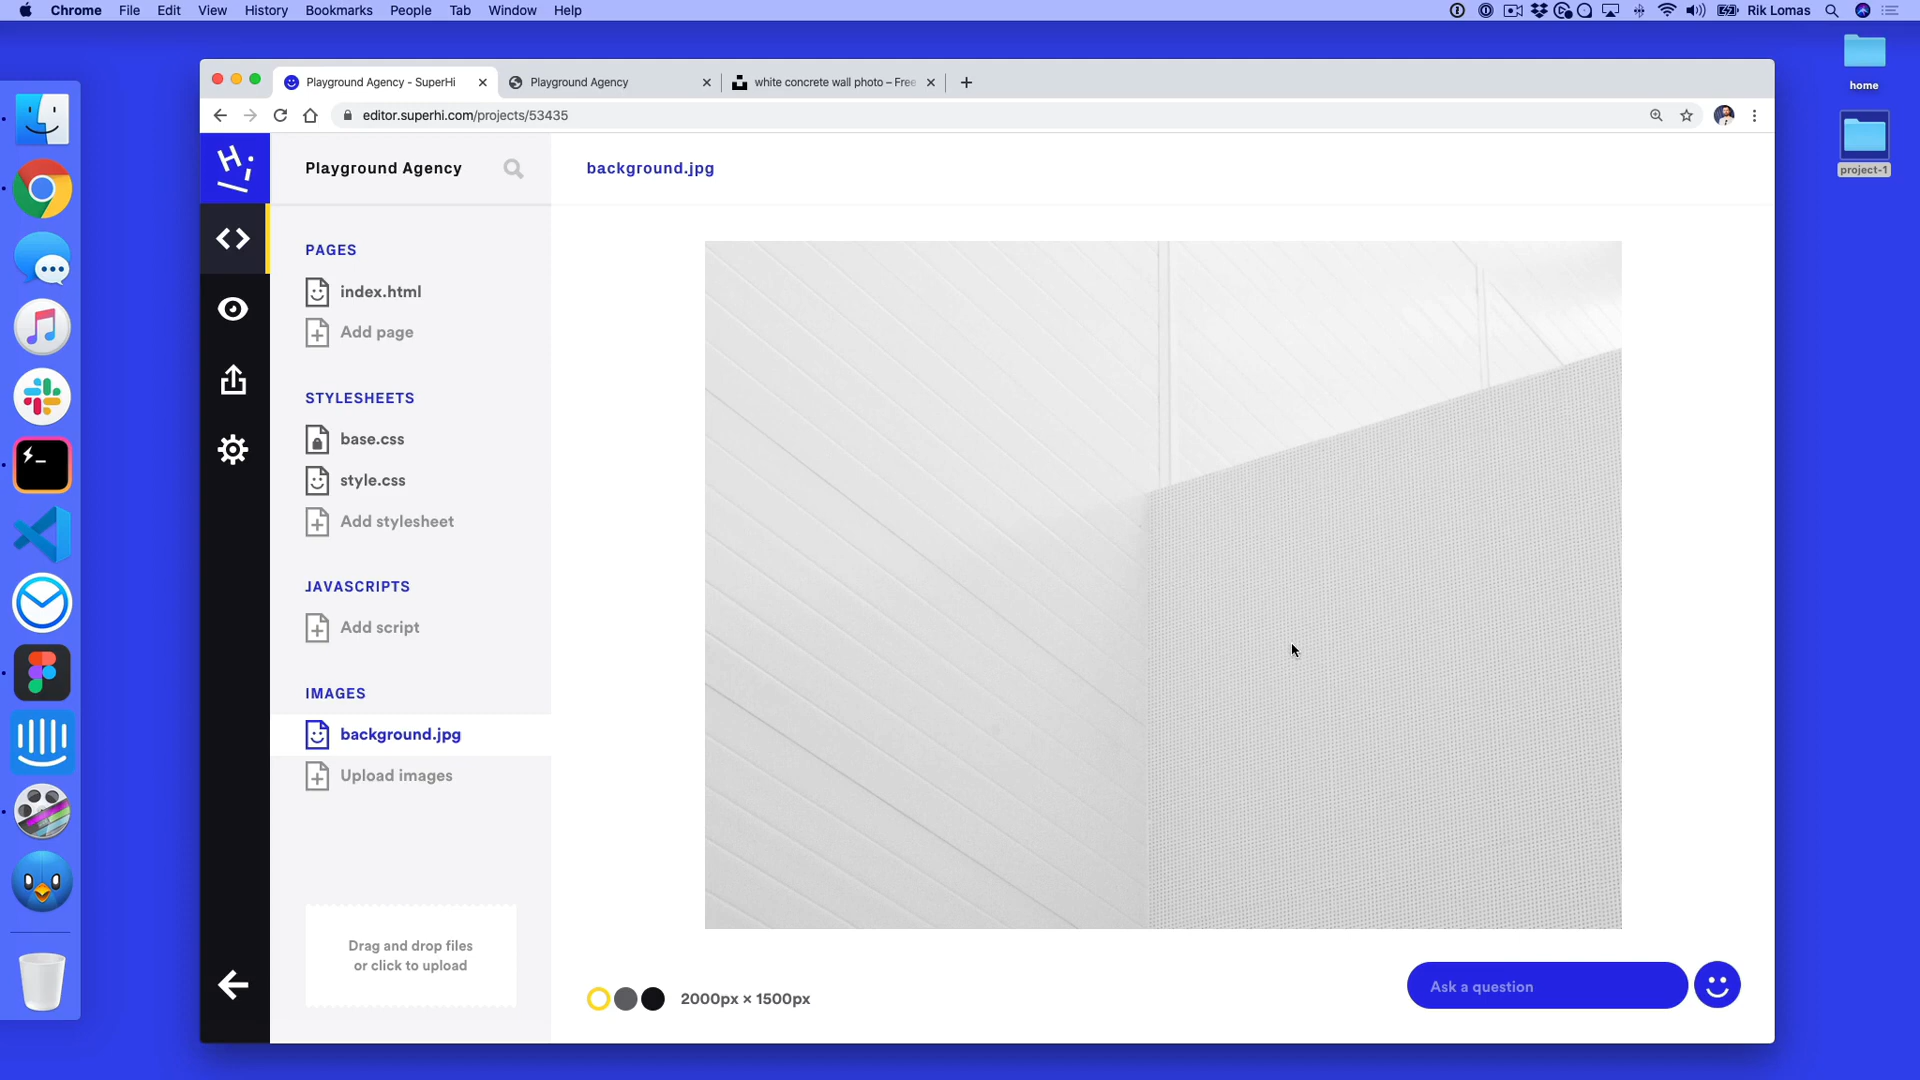 Chrome File Edit View History Bookmarks People Tab Window Help
Rik Lomas
home
project-1
Playground Agency - SuperHi
Playground Agency
white concrete wall photo – Free
editor.superhi.com/projects/53435
Hi
Playground Agency
background.jpg
PAGES
index.html
Add page
STYLESHEETS
base.css
style.css
Add stylesheet
JAVASCRIPTS
Add script
IMAGES
background.jpg
Upload images
Drag and drop files
or click to upload
2000px × 1500px
Ask a question